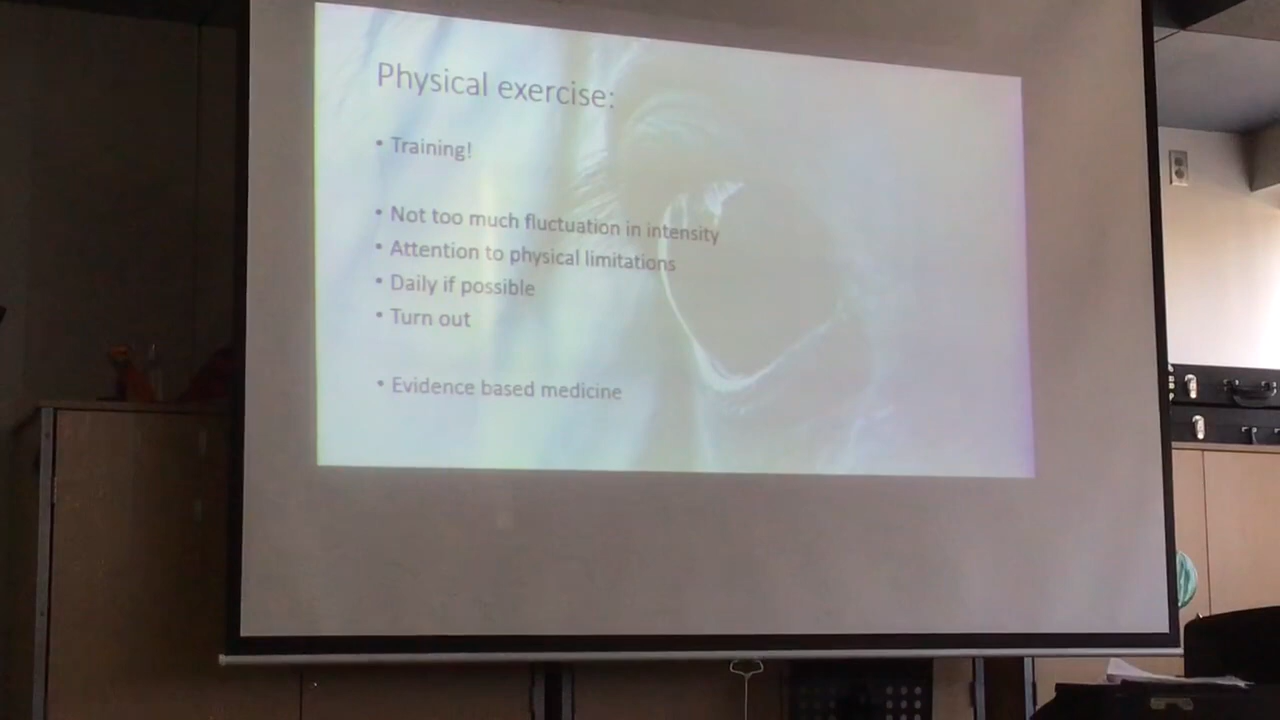 Physical exercise:
• Training!
• Not too much fluctuation in intensity
• Attention to physical limitations
• Daily if possible
• Turn out
• Evidence based medicine